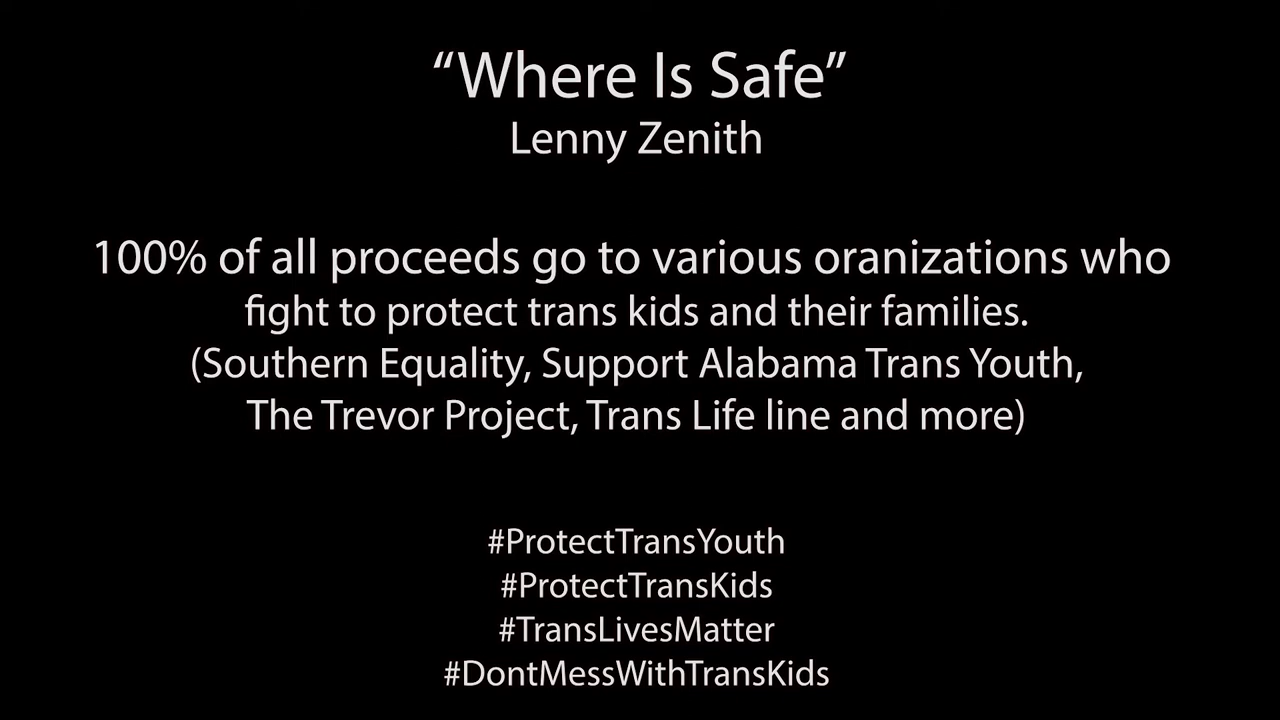 “Where Is Safe”
Lenny Zenith
100% of all proceeds go to various oranizations who
fight to protect trans kids and their families.
(Southern Equality, Support Alabama Trans Youth,
The Trevor Project, Trans Life line and more)
#ProtectTransYouth
#ProtectTransKids
#TransLivesMatter
#DontMessWithTransKids